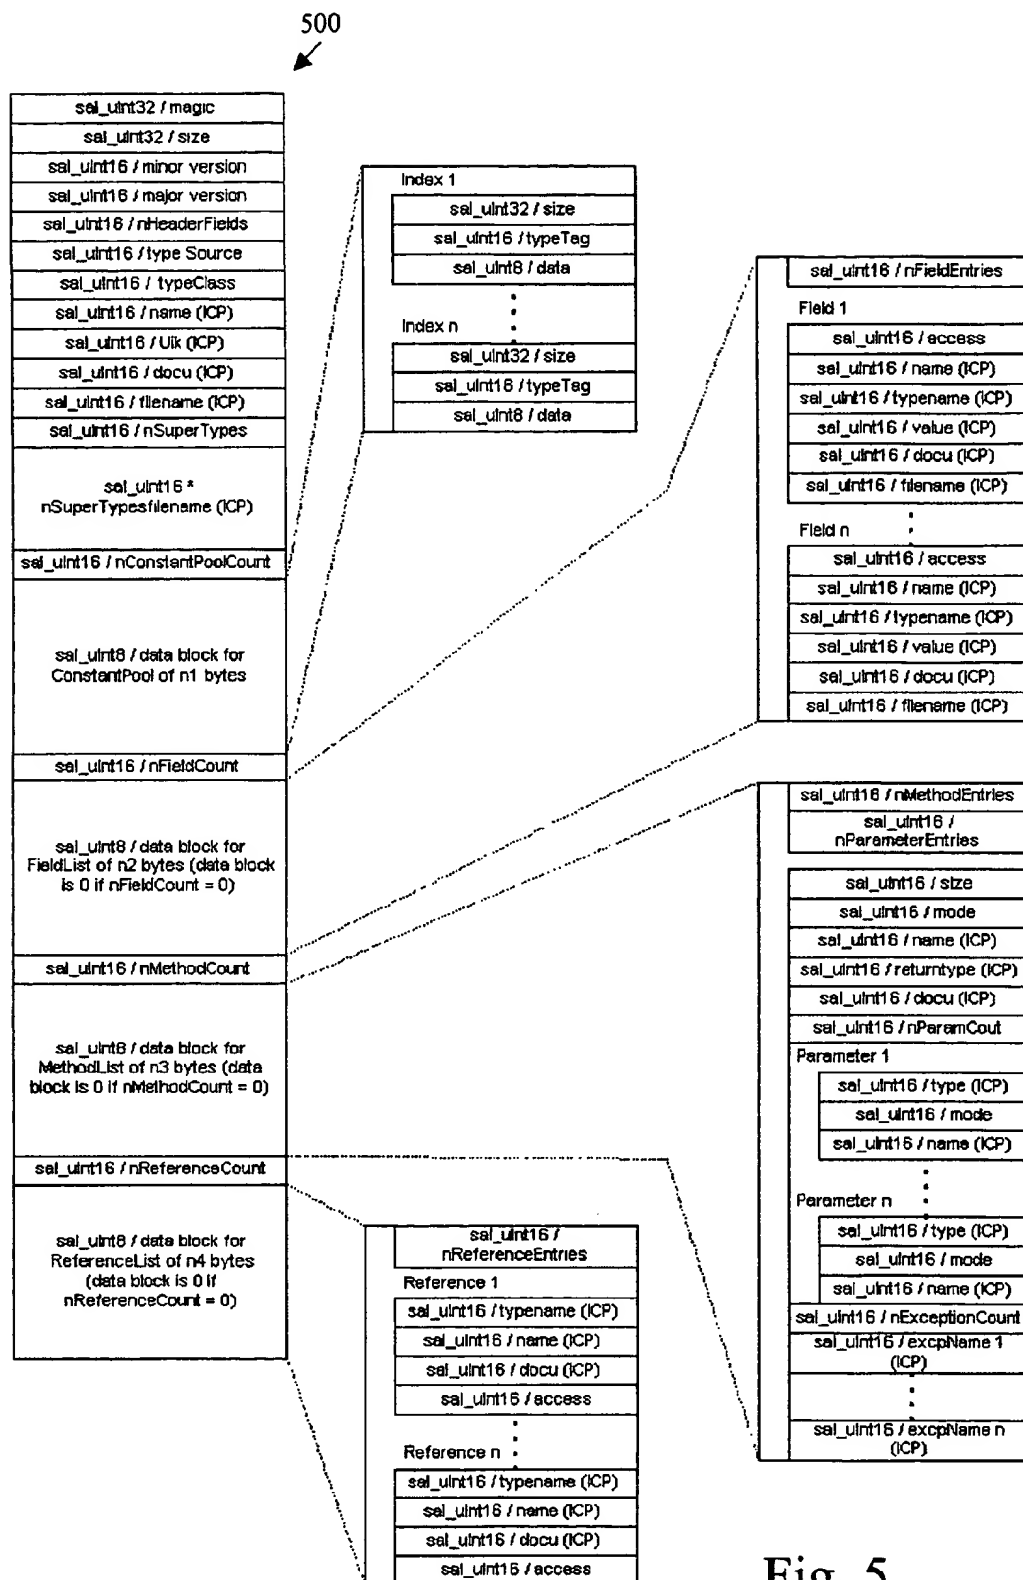 500
sal_uInt32 / magic
sal_uInt32 / size
sal_uInt16 / minor version
sal_uInt16 / major version
sal_uInt16 / nHeaderFields
sal_uInt16 / type Source
sal_uInt16 / typeClass
sal_uInt16 / name (ICP)
sal_uInt16 / Uik (ICP)
sal_uInt16 / docu (ICP)
sal_uInt16 / filename (ICP)
sal_uInt16 / nSuperTypes
sal_uInt16 *
nSuperTypesfilename (ICP)
sal_uInt16 / nConstantPoolCount
sal_uInt8 / data block for
ConstantPool of n1 bytes
sal_uInt16 / nFieldCount
sal_uInt8 / data block for
FieldList of n2 bytes (data block
is 0 if nFieldCount = 0)
sal_uInt16 / nMethodCount
sal_uInt8 / data block for
MethodList of n3 bytes (data
block is 0 if nMethodCount = 0)
sal_uInt16 / nReferenceCount
sal_uInt8 / data block for
ReferenceList of n4 bytes
(data block is 0 if
nReferenceCount = 0)
Index 1
sal_uInt32 / size
sal_uInt16 / typeTag
sal_uInt8 / data
Index n
sal_uInt32 / size
sal_uInt16 / typeTag
sal_uInt8 / data
sal_uInt16 / nFieldEntries
Field 1
sal_uInt16 / access
sal_uInt16 / name (ICP)
sal_uInt16 / typename (ICP)
sal_uInt16 / value (ICP)
sal_uInt16 / docu (ICP)
sal_uInt16 / filename (ICP)
Field n
sal_uInt16 / access
sal_uInt16 / name (ICP)
sal_uInt16 / typename (ICP)
sal_uInt16 / value (ICP)
sal_uInt16 / docu (ICP)
sal_uInt16 / filename (ICP)
sal_uInt16 / nMethodEntries
sal_uInt16 /
nParameterEntries
sal_uInt16 / size
sal_uInt16 / mode
sal_uInt16 / name (ICP)
sal_uInt16 / returntype (ICP)
sal_uInt16 / docu (ICP)
sal_uInt16 / nParamCout
Parameter 1
sal_uInt16 / type (ICP)
sal_uInt16 / mode
sal_uInt16 / name (ICP)
Parameter n
sal_uInt16 / type (ICP)
sal_uInt16 / mode
sal_uInt16 / name (ICP)
sal_uInt16 / nExceptionCount
sal_uInt16 / excpName 1
(ICP)
sal_uInt16 / excpName n
(ICP)
sal_uInt16 /
nReferenceEntries
Reference 1
sal_uInt16 / typename (ICP)
sal_uInt16 / name (ICP)
sal_uInt16 / docu (ICP)
sal_uInt16 / access
Reference n
sal_uInt16 / typename (ICP)
sal_uInt16 / name (ICP)
sal_uInt16 / docu (ICP)
sal_uInt16 / access
Fig. 5